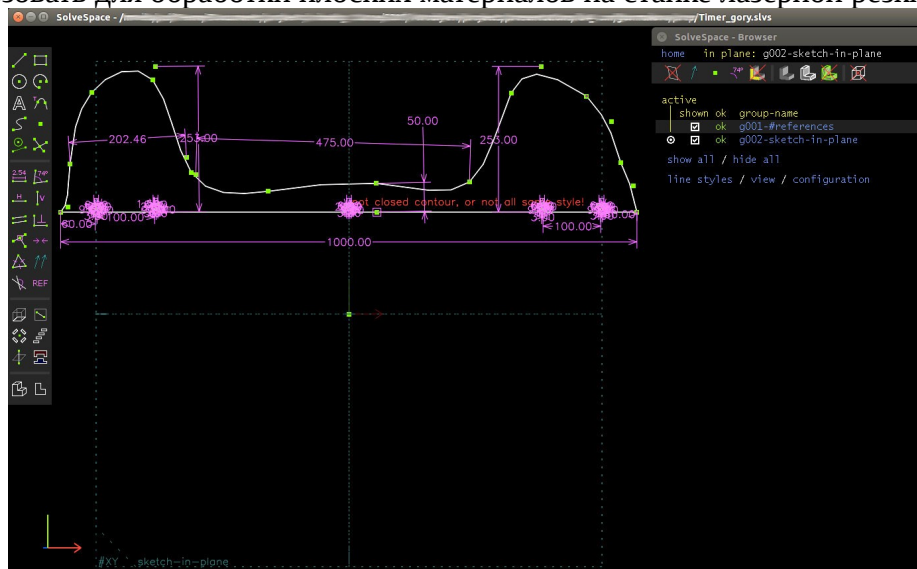 зовать для обработки плоских материалов на станке лазерной резки
SolveSpace - /
/Timer_gory.slvs
SolveSpace - Browser
home in plane: g002-sketch-in-plane
active
shown ok group-name
ok g001-#references
ok g002-sketch-in-plane
show all / hide all
line styles / view / configuration
50.00
202.46
253.00
475.00
253.00
not closed contour, or not all same style!
100.00
100.00
1000.00
2.54
REF
#XY
sketch-in-plane